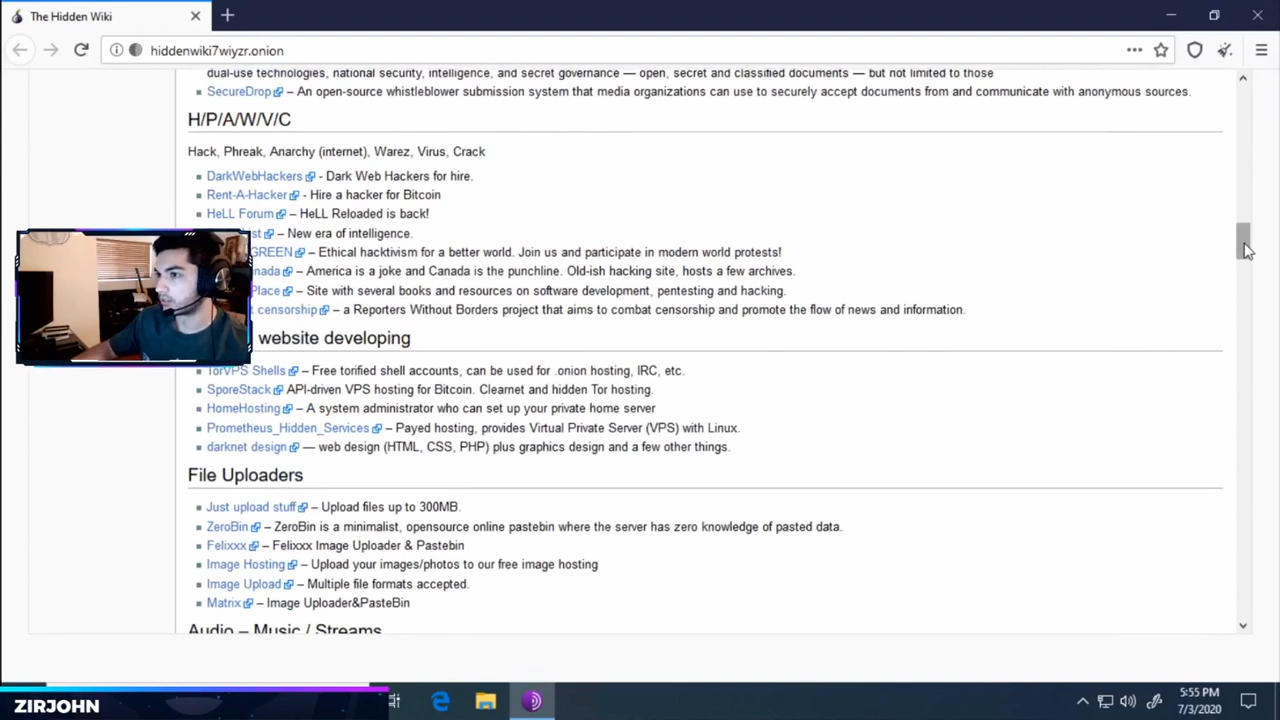 The Hidden Wiki
hiddenwiki7wiyzr.onion
dual-use technologies, national security, intelligence, and secret governance — open, secret and classified documents — but not limited to those
SecureDrop – An open-source whistleblower submission system that media organizations can use to securely accept documents from and communicate with anonymous sources.
H/P/A/W/V/C
Hack, Phreak, Anarchy (internet), Warez, Virus, Crack
DarkWebHackers - Dark Web Hackers for hire.
Rent-A-Hacker - Hire a hacker for Bitcoin
HeLL Forum – HeLL Reloaded is back!
st – New era of intelligence.
GREEN – Ethical hacktivism for a better world. Join us and participate in modern world protests!
nada – America is a joke and Canada is the punchline. Old-ish hacking site, hosts a few archives.
Place – Site with several books and resources on software development, pentesting and hacking.
t censorship – a Reporters Without Borders project that aims to combat censorship and promote the flow of news and information.
website developing
TorVPS Shells – Free torified shell accounts, can be used for .onion hosting, IRC, etc.
SporeStack API-driven VPS hosting for Bitcoin. Clearnet and hidden Tor hosting.
HomeHosting – A system administrator who can set up your private home server
Prometheus_Hidden_Services – Payed hosting, provides Virtual Private Server (VPS) with Linux.
darknet design — web design (HTML, CSS, PHP) plus graphics design and a few other things.
File Uploaders
Just upload stuff – Upload files up to 300MB.
ZeroBin – ZeroBin is a minimalist, opensource online pastebin where the server has zero knowledge of pasted data.
Felixxx – Felixxx Image Uploader & Pastebin
Image Hosting – Upload your images/photos to our free image hosting
Image Upload – Multiple file formats accepted.
Matrix – Image Uploader&PasteBin
Audio – Music / Streams
ZIRJOHN
5:55 PM
7/3/2020